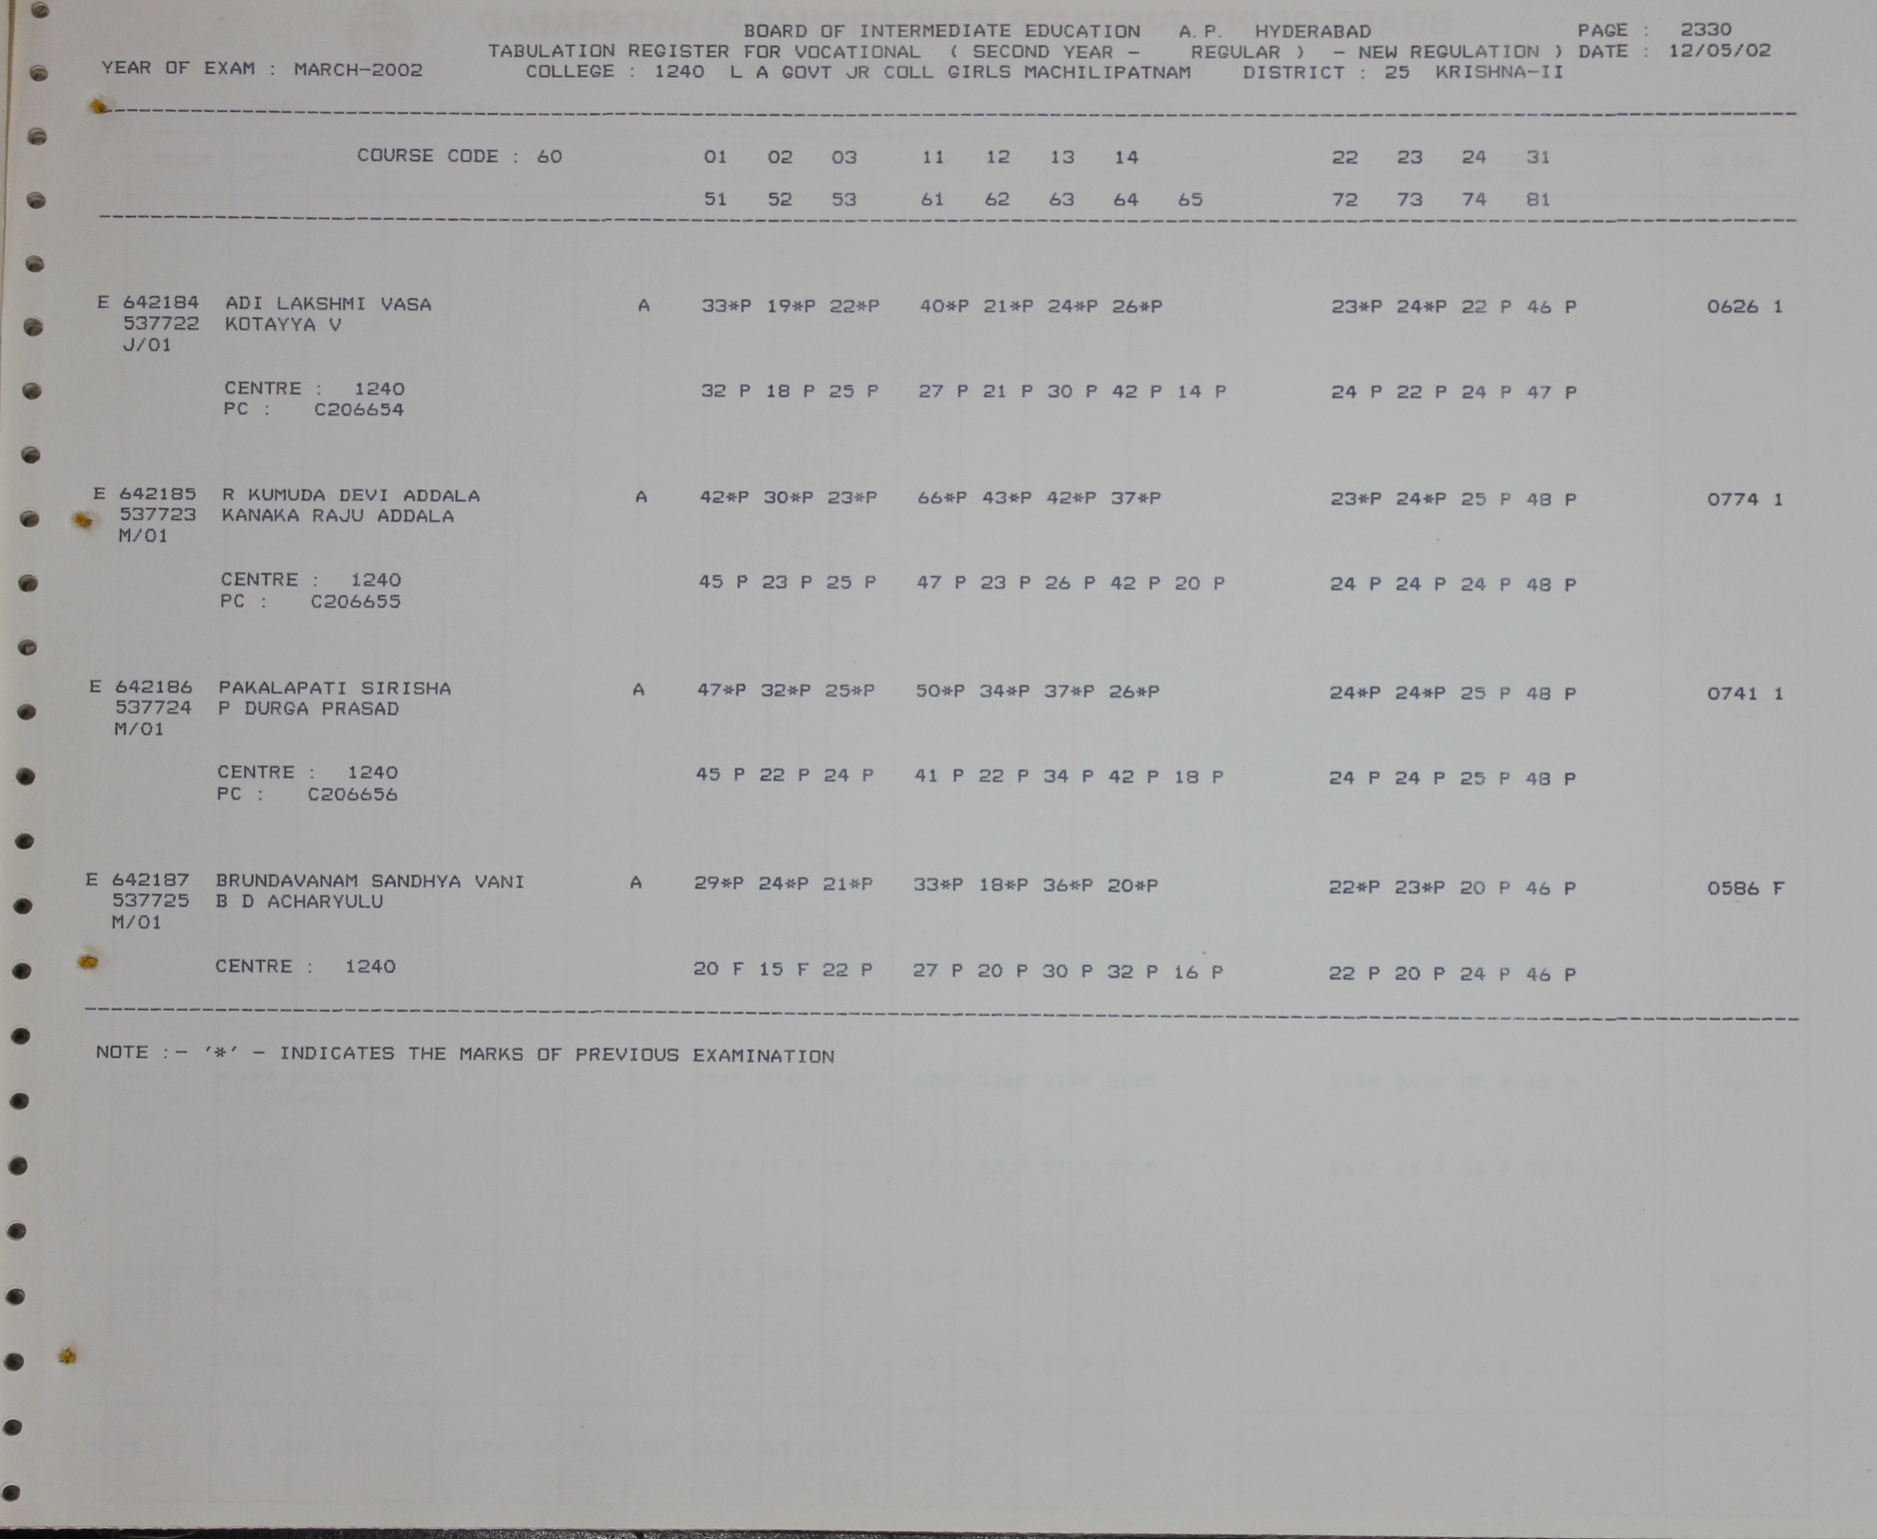 BOARD OF INTERMEDIATE EDUCATION A.P. HYDERABAD PAGE : 2330
TABULATION REGISTER FOR VOCATIONAL ( SECOND YEAR - REGULAR ) - NEW REGULATION ) DATE : 12/05/02
YEAR OF EXAM : MARCH-2002 COLLEGE : 1240 L A GOVT JR COLL GIRLS MACHILIPATNAM DISTRICT : 25 KRISHNA-II
COURSE CODE : 60 01 02 03 11 12 13 14 22 23 24 31
51 52 53 61 62 63 64 65 72 73 74 81
E 642184 ADI LAKSHMI VASA A 33*P 19*P 22*P 40*P 21*P 24*P 26*P 23*P 24*P 22 P 46 P 0626 1
537722 KOTAYYA V
J/01
CENTRE : 1240 32 P 18 P 25 P 27 P 21 P 30 P 42 P 14 P 24 P 22 P 24 P 47 P
PC : C206654
E 642185 R KUMUDA DEVI ADDALA A 42*P 30*P 23*P 66*P 43*P 42*P 37*P 23*P 24*P 25 P 48 P 0774 1
537723 KANAKA RAJU ADDALA
M/01
CENTRE : 1240 45 P 23 P 25 P 47 P 23 P 26 P 42 P 20 P 24 P 24 P 24 P 48 P
PC : C206655
E 642186 PAKALAPATI SIRISHA A 47*P 32*P 25*P 50*P 34*P 37*P 26*P 24*P 24*P 25 P 48 P 0741 1
537724 P DURGA PRASAD
M/01
CENTRE : 1240 45 P 22 P 24 P 41 P 22 P 34 P 42 P 18 P 24 P 24 P 25 P 48 P
PC : C206656
E 642187 BRUNDAVANAM SANDHYA VANI A 29*P 24*P 21*P 33*P 18*P 36*P 20*P 22*P 23*P 20 P 46 P 0586 F
537725 B D ACHARYULU
M/01
CENTRE : 1240 20 F 15 F 22 P 27 P 20 P 30 P 32 P 16 P 22 P 20 P 24 P 46 P
NOTE :- '*' - INDICATES THE MARKS OF PREVIOUS EXAMINATION